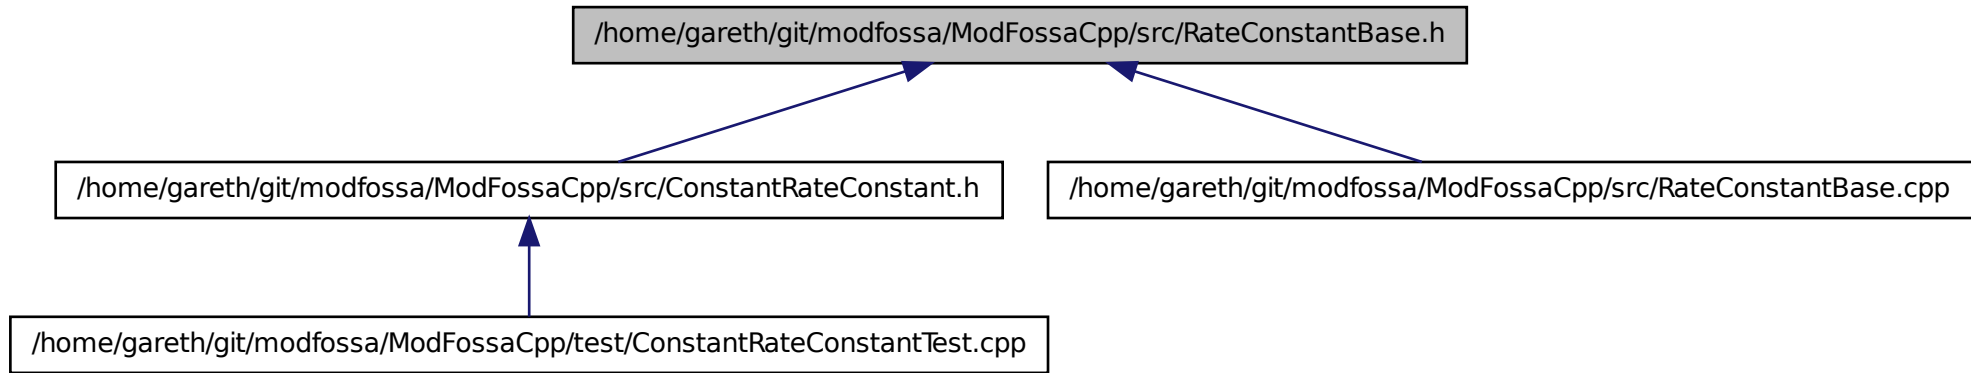 /home/gareth/git/modfossa/ModFossaCpp/src/RateConstantBase.h
/home/gareth/git/modfossa/ModFossaCpp/src/ConstantRateConstant.h
/home/gareth/git/modfossa/ModFossaCpp/src/RateConstantBase.cpp
/home/gareth/git/modfossa/ModFossaCpp/test/ConstantRateConstantTest.cpp